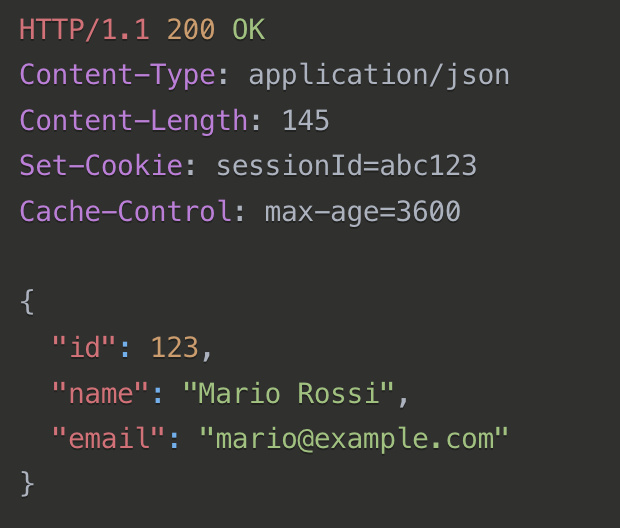 HTTP/1.1 200 OK
Content-Type: application/json
Content-Length: 145
Set-Cookie: sessionId=abc123
Cache-Control: max-age=3600

{
  "id": 123,
  "name": "Mario Rossi",
  "email": "mario@example.com"
}